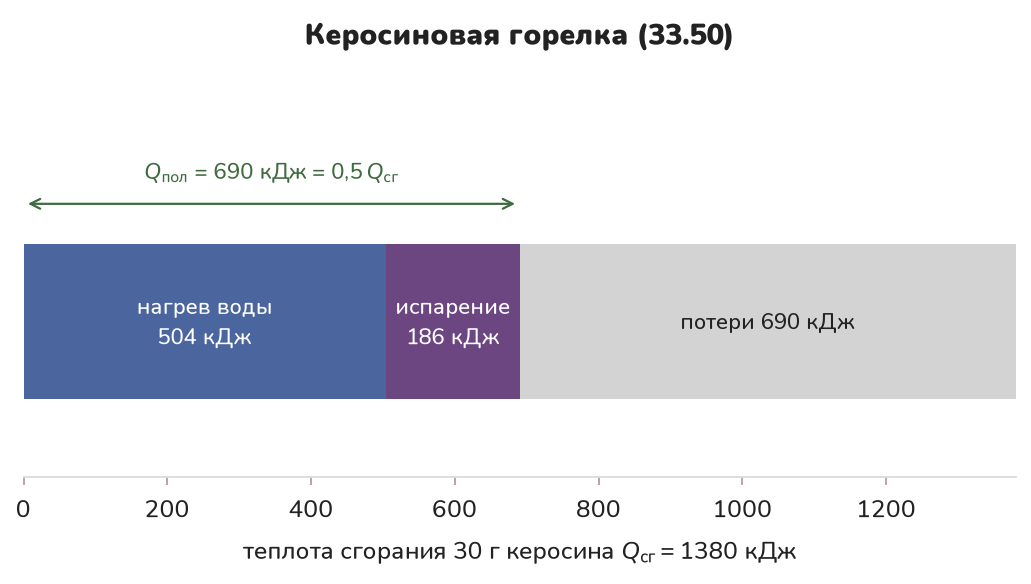 Керосиновая горелка (33.50)
Qпол = 690 кДж = 0,5 Qсг
нагрев воды
504 кДж
испарение
186 кДж
потери 690 кДж
0 200 400 600 800 1000 1200
теплота сгорания 30 г керосина Qсг = 1380 кДж